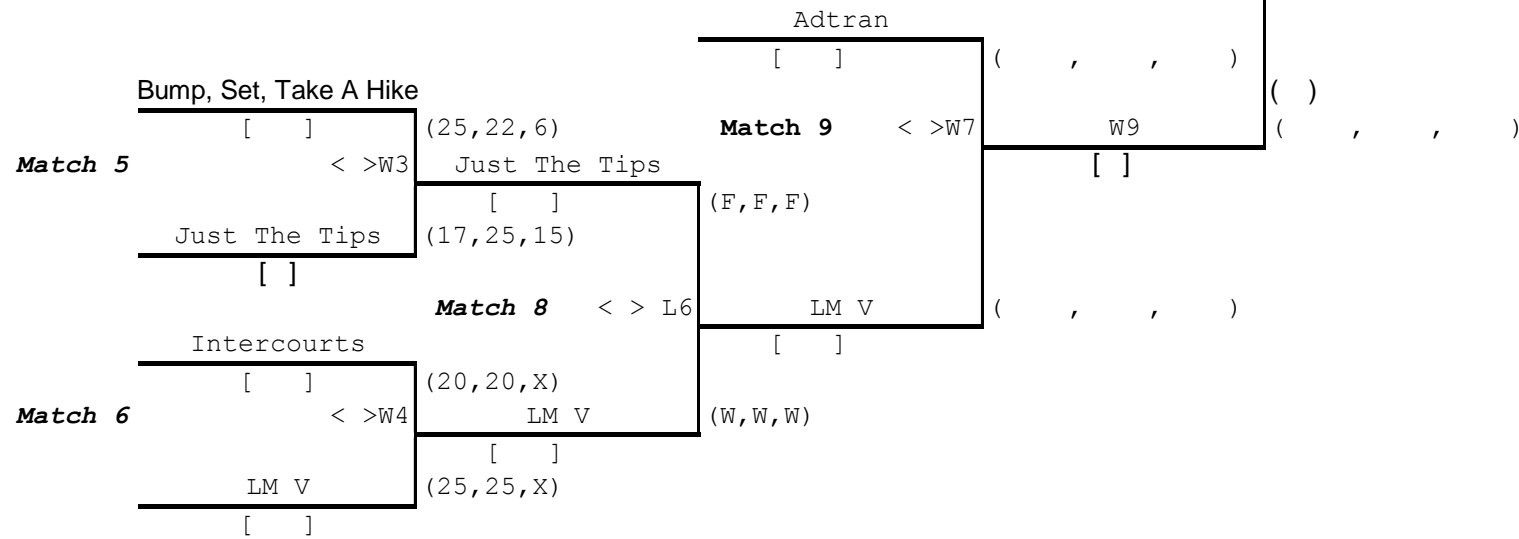 Adtran
[ ] ( , , )
Bump, Set, Take A Hike ( )
[ ] (25,22,6) Match 9 < >W7 W9 ( , , )
Match 5 < >W3 Just The Tips [ ]
[ ] (F,F,F)
Just The Tips (17,25,15)
[ ]
Match 8 < > L6 LM V ( , , )
Intercourts [ ]
[ ] (20,20,X)
Match 6 < >W4 LM V (W,W,W)
[ ]
LM V (25,25,X)
[ ]